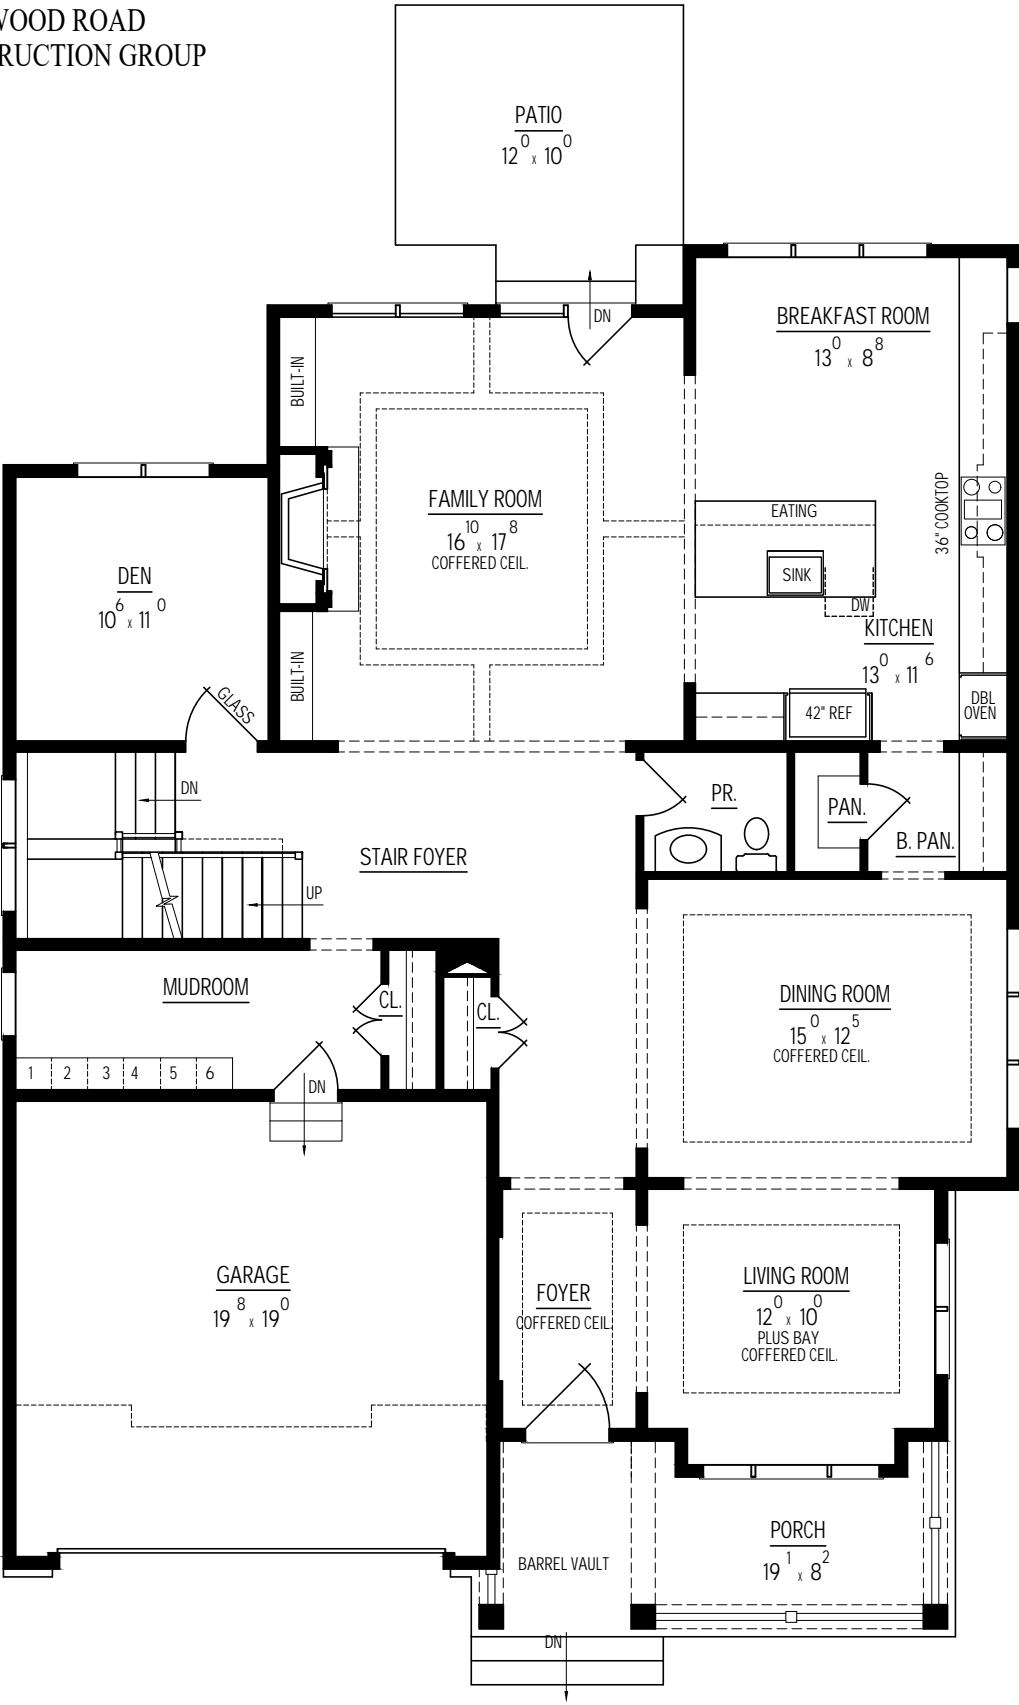 WOOD ROAD
RUCTION GROUP
PATIO
12⁰ x 10⁰
DN
BREAKFAST ROOM
13⁰ x 8⁸
BUILT-IN
FAMILY ROOM
16¹⁰ x 17⁸
COFFERED CEIL.
EATING
SINK
DW
36" COOKTOP
DEN
10⁶ x 11⁰
KITCHEN
13⁰ x 11⁶
BUILT-IN
GLASS
42" REF
DBL
OVEN
DN
PR.
PAN.
B. PAN.
STAIR FOYER
UP
MUDROOM
CL.
CL.
DINING ROOM
15⁰ x 12⁵
COFFERED CEIL.
1 2 3 4 5 6
DN
GARAGE
19⁸ x 19⁰
FOYER
COFFERED CEIL.
LIVING ROOM
12⁰ x 10⁰
PLUS BAY
COFFERED CEIL.
PORCH
19¹ x 8²
BARREL VAULT
DN